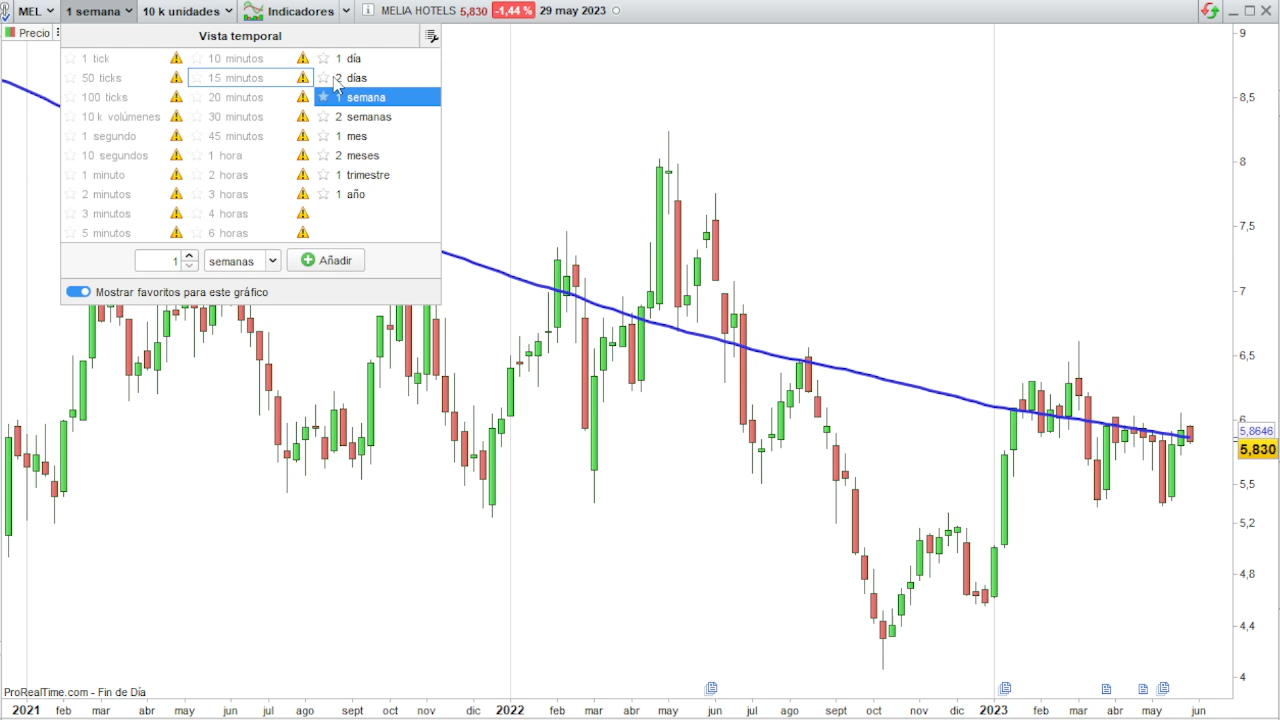 MEL 1 semana 10 k unidades Indicadores MELIA HOTELS 5,830 -1,44 % 29 may 2023
Precio
Vista temporal
1 tick 10 minutos 1 día
50 ticks 15 minutos 2 días
100 ticks 20 minutos 1 semana
10 k volúmenes 30 minutos 2 semanas
1 segundo 45 minutos 1 mes
10 segundos 1 hora 2 meses
1 minuto 2 horas 1 trimestre
2 minutos 3 horas 1 año
3 minutos 4 horas
5 minutos 6 horas
1 semanas Añadir
Mostrar favoritos para este gráfico
9
8,5
8
7,5
7
6,5
6
5,8646
5,830
5,5
5,2
4,8
4,4
4
ProRealTime.com - Fin de Día
2021 feb mar abr may jun jul ago sept oct nov 2022 feb mar abr may jun jul ago sept oct nov dic 2023 feb mar abr may jun